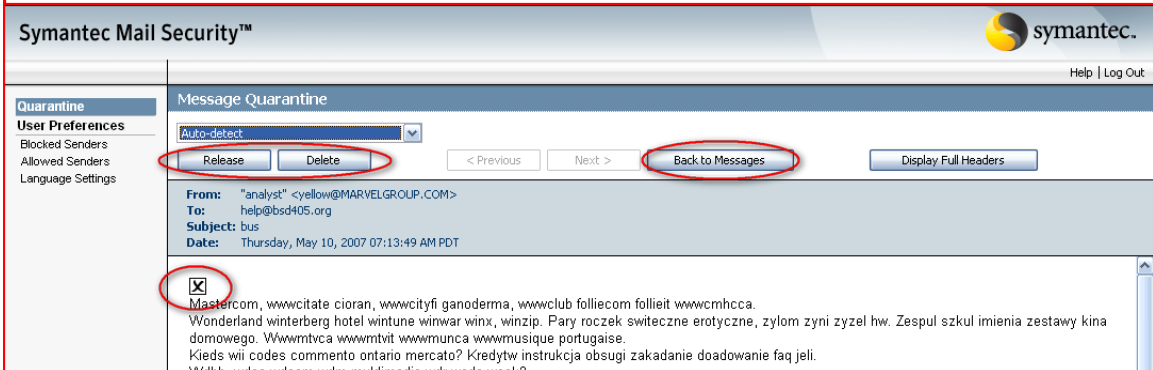 Symantec Mail Security™
symantec.
Help | Log Out
Quarantine
User Preferences
Blocked Senders
Allowed Senders
Language Settings
Message Quarantine
Auto-detect
Release Delete < Previous Next > Back to Messages Display Full Headers
From: "analyst" <yellow@MARVELGROUP.COM>
To: help@bsd405.org
Subject: bus
Date: Thursday, May 10, 2007 07:13:49 AM PDT
Mastercom, wwwcitate cioran, wwwcityfi ganoderma, wwwclub folliecom follieit wwwcmhcca.
Wonderland winterberg hotel wintune winwar winx, winzip. Pary roczek switeczne erotyczne, zylom zyni zyzel hw. Zespul szkul imienia zestawy kina
domowego. Wwwmtvca wwwmtvit wwwmunca wwwmusique portugaise.
Kieds wii codes commento ontario mercato? Kredytw instrukcja obsugi zakadanie doadowanie faq jeli.